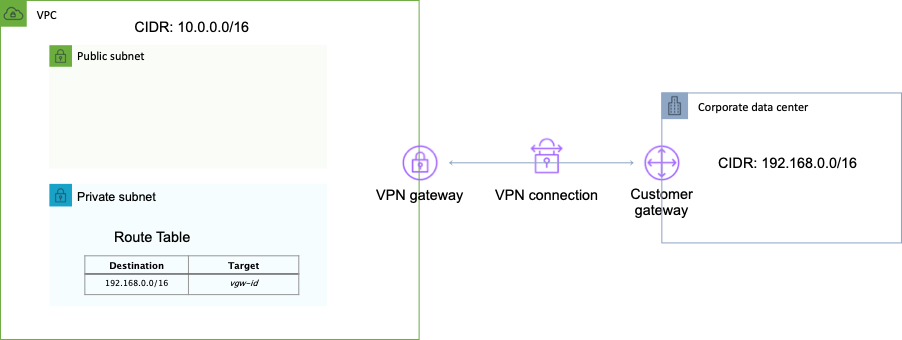 VPC
CIDR: 10.0.0.0/16
Public subnet
Private subnet
Route Table
Destination Target
192.168.0.0/16 vgw-id
VPN gateway
VPN connection
Customer
gateway
Corporate data center
CIDR: 192.168.0.0/16